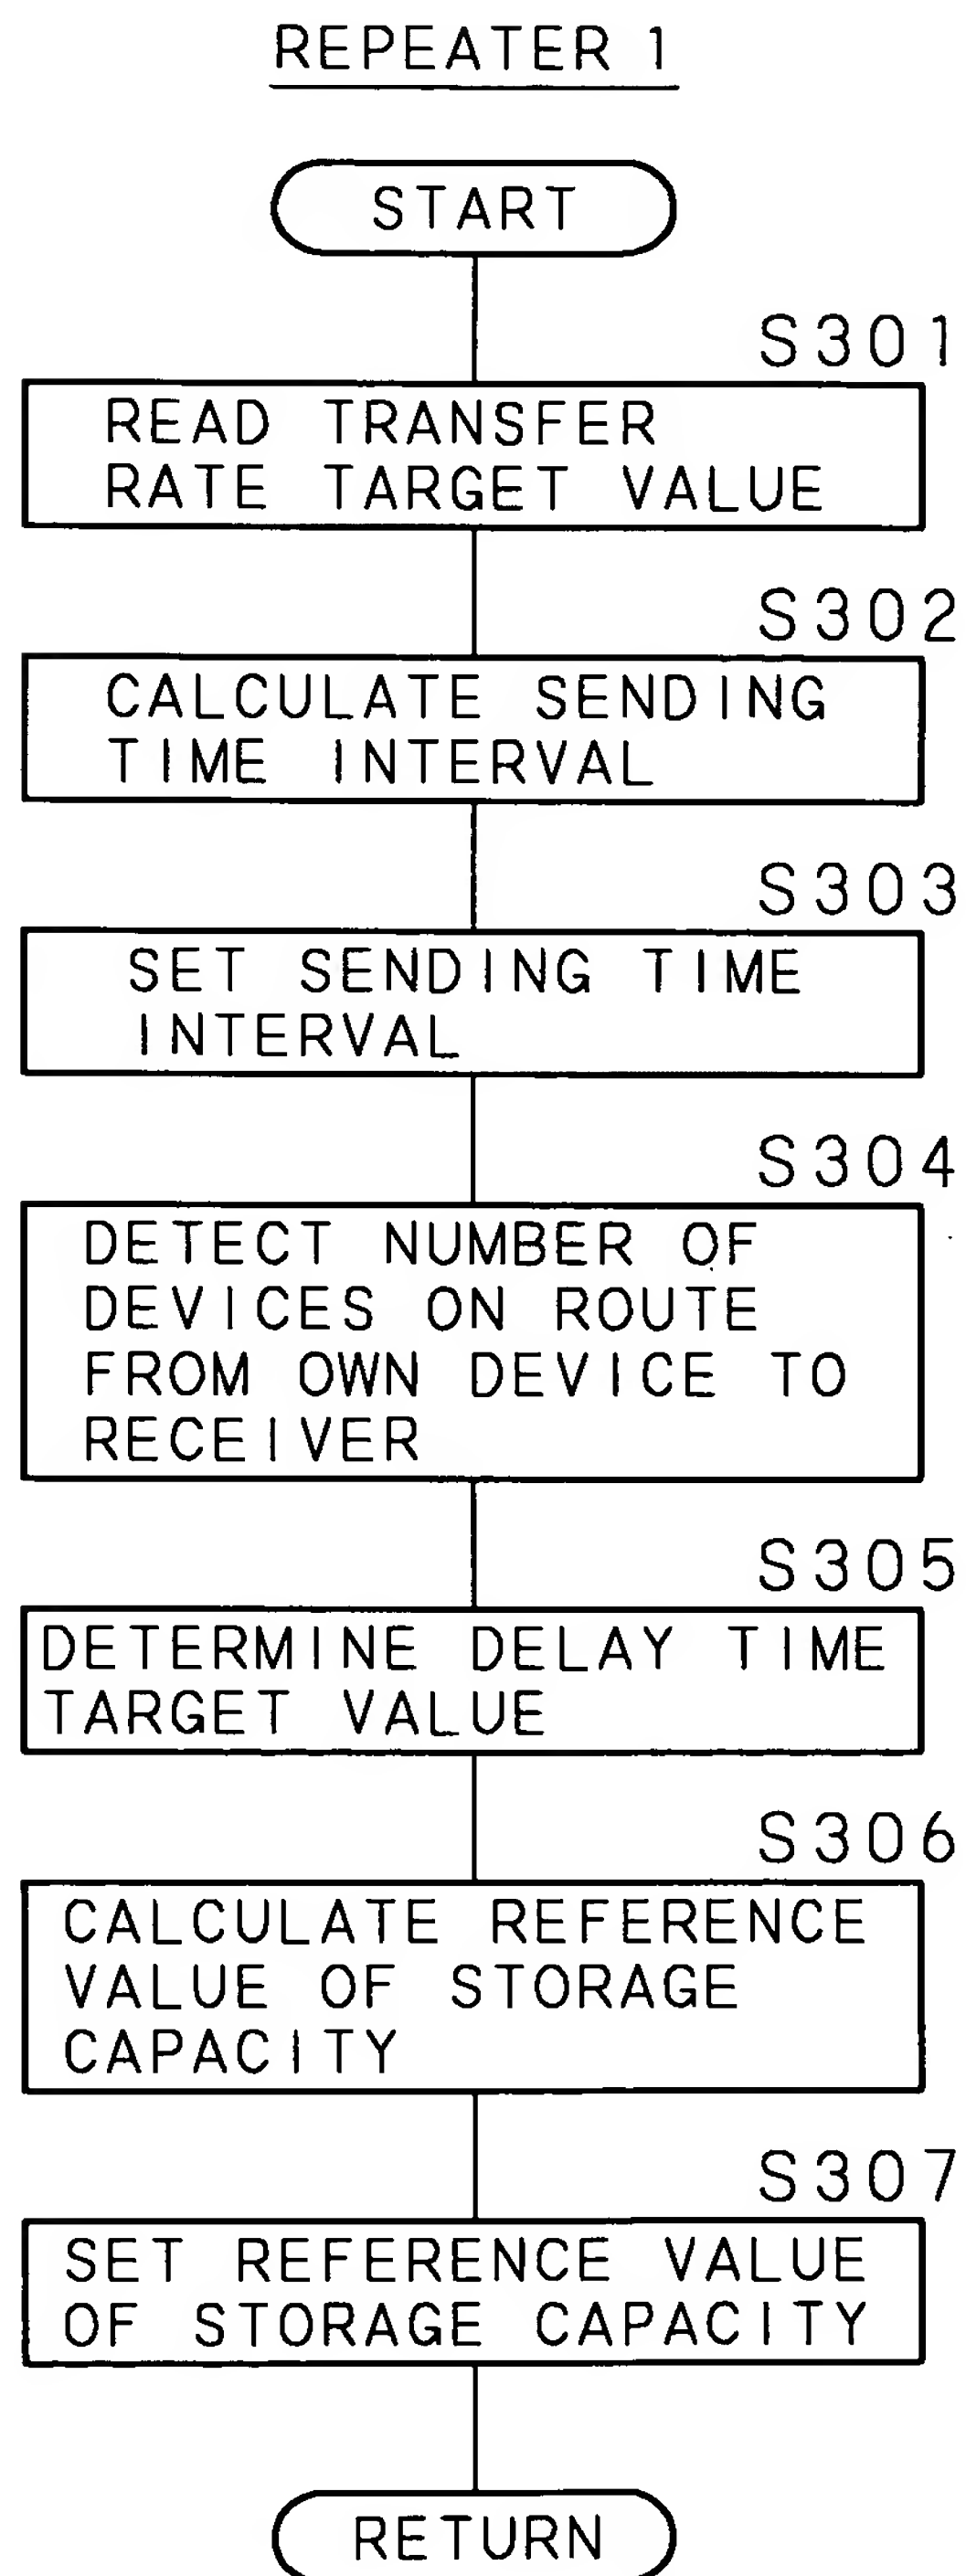 REPEATER 1
START
S301
READ TRANSFER
RATE TARGET VALUE
S302
CALCULATE SENDING
TIME INTERVAL
S303
SET SENDING TIME
INTERVAL
S304
DETECT NUMBER OF
DEVICES ON ROUTE
FROM OWN DEVICE TO
RECEIVER
S305
DETERMINE DELAY TIME
TARGET VALUE
S306
CALCULATE REFERENCE
VALUE OF STORAGE
CAPACITY
S307
SET REFERENCE VALUE
OF STORAGE CAPACITY
RETURN